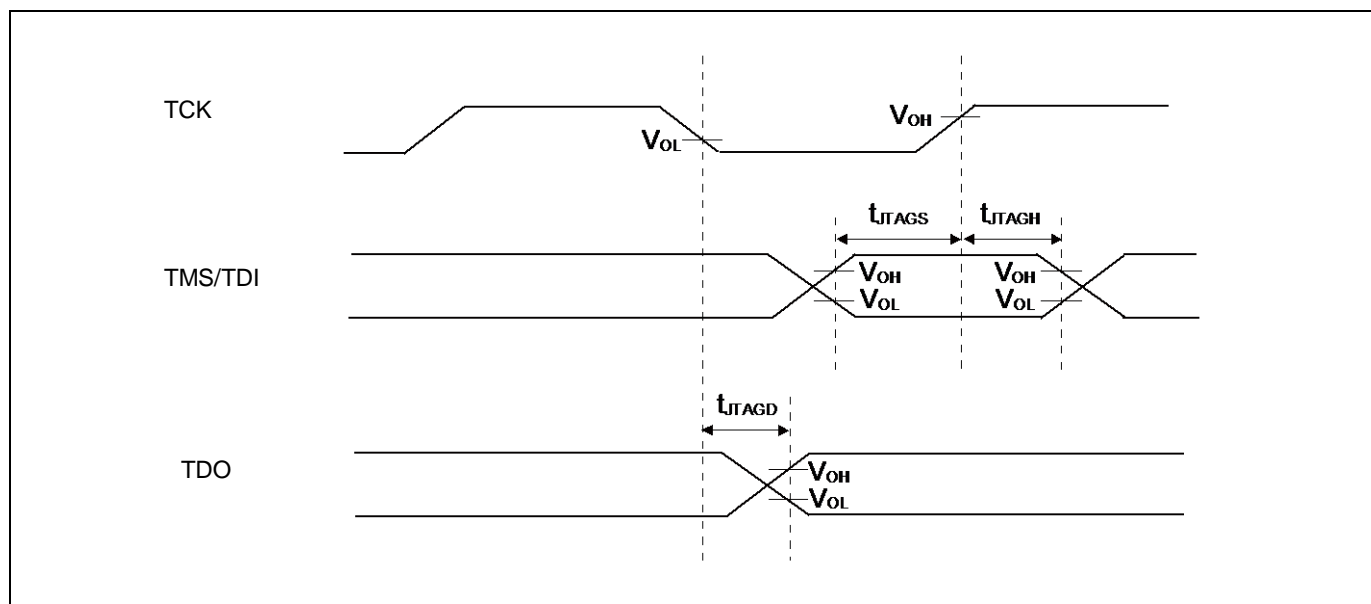 TCK
VOL
VOH
tJTAGS
tJTAGH
TMS/TDI
VOH
VOL
VOH
VOL
tJTAGD
TDO
VOH
VOL